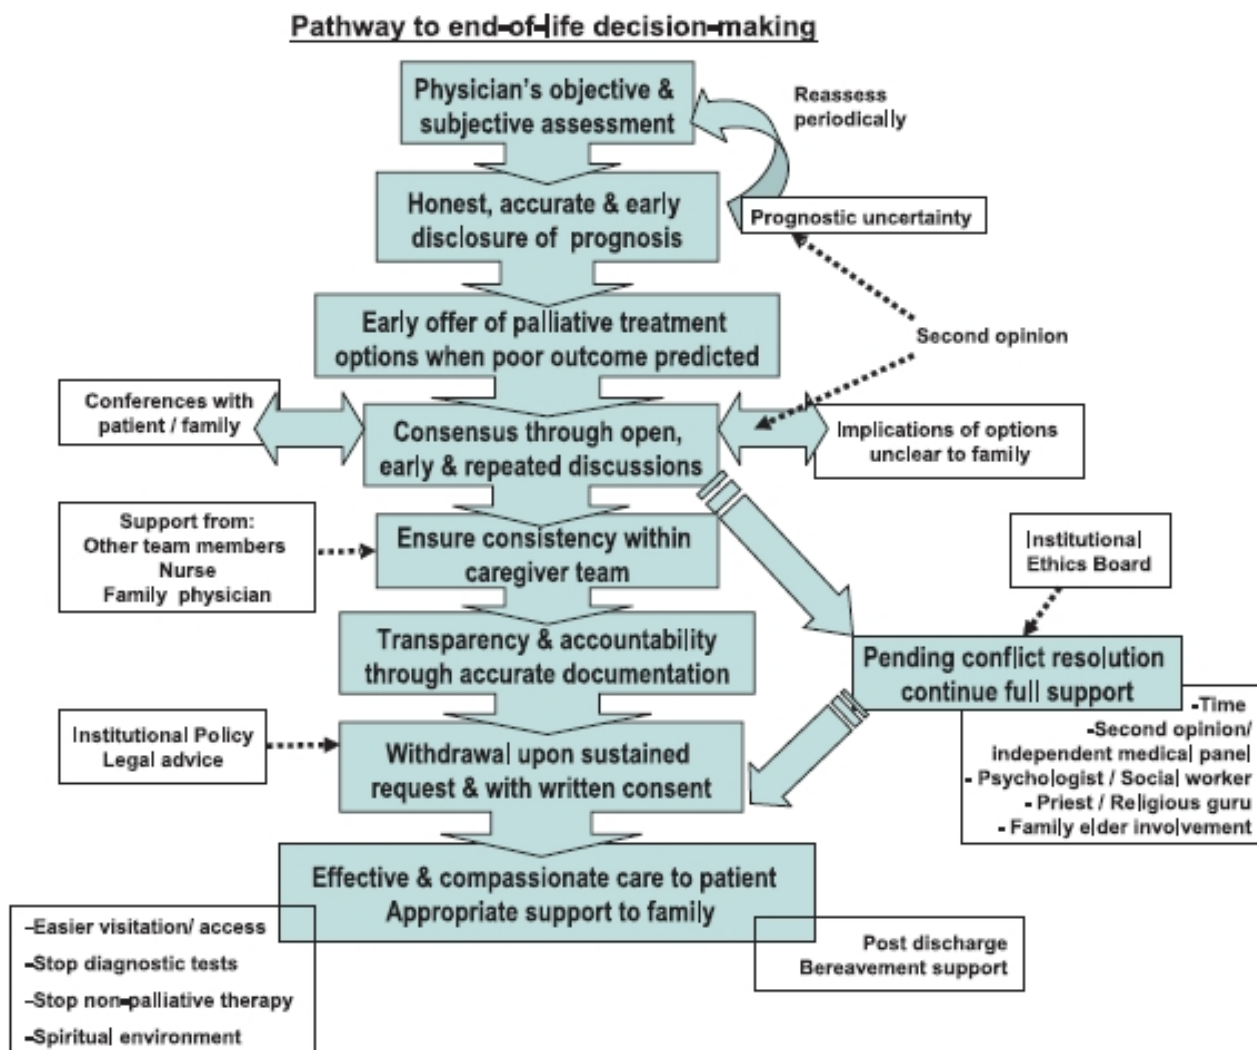 Pathway to end-of-life decision-making
Physician's objective &
subjective assessment
Reassess
periodically
Honest, accurate & early
disclosure of prognosis
Prognostic uncertainty
Early offer of palliative treatment
options when poor outcome predicted
Second opinion
Conferences with
patient / family
Consensus through open,
early & repeated discussions
Implications of options
unclear to family
Support from:
Other team members
Nurse
Family physician
Ensure consistency within
caregiver team
Institutional
Ethics Board
Transparency & accountability
through accurate documentation
Pending conflict resolution
continue full support
-Time
-Second opinion/
independent medical panel
- Psychologist / Social worker
- Priest / Religious guru
- Family elder involvement
Institutional Policy
Legal advice
Withdrawal upon sustained
request & with written consent
Effective & compassionate care to patient
Appropriate support to family
-Easier visitation/ access
-Stop diagnostic tests
-Stop non-palliative therapy
-Spiritual environment
Post discharge
Bereavement support